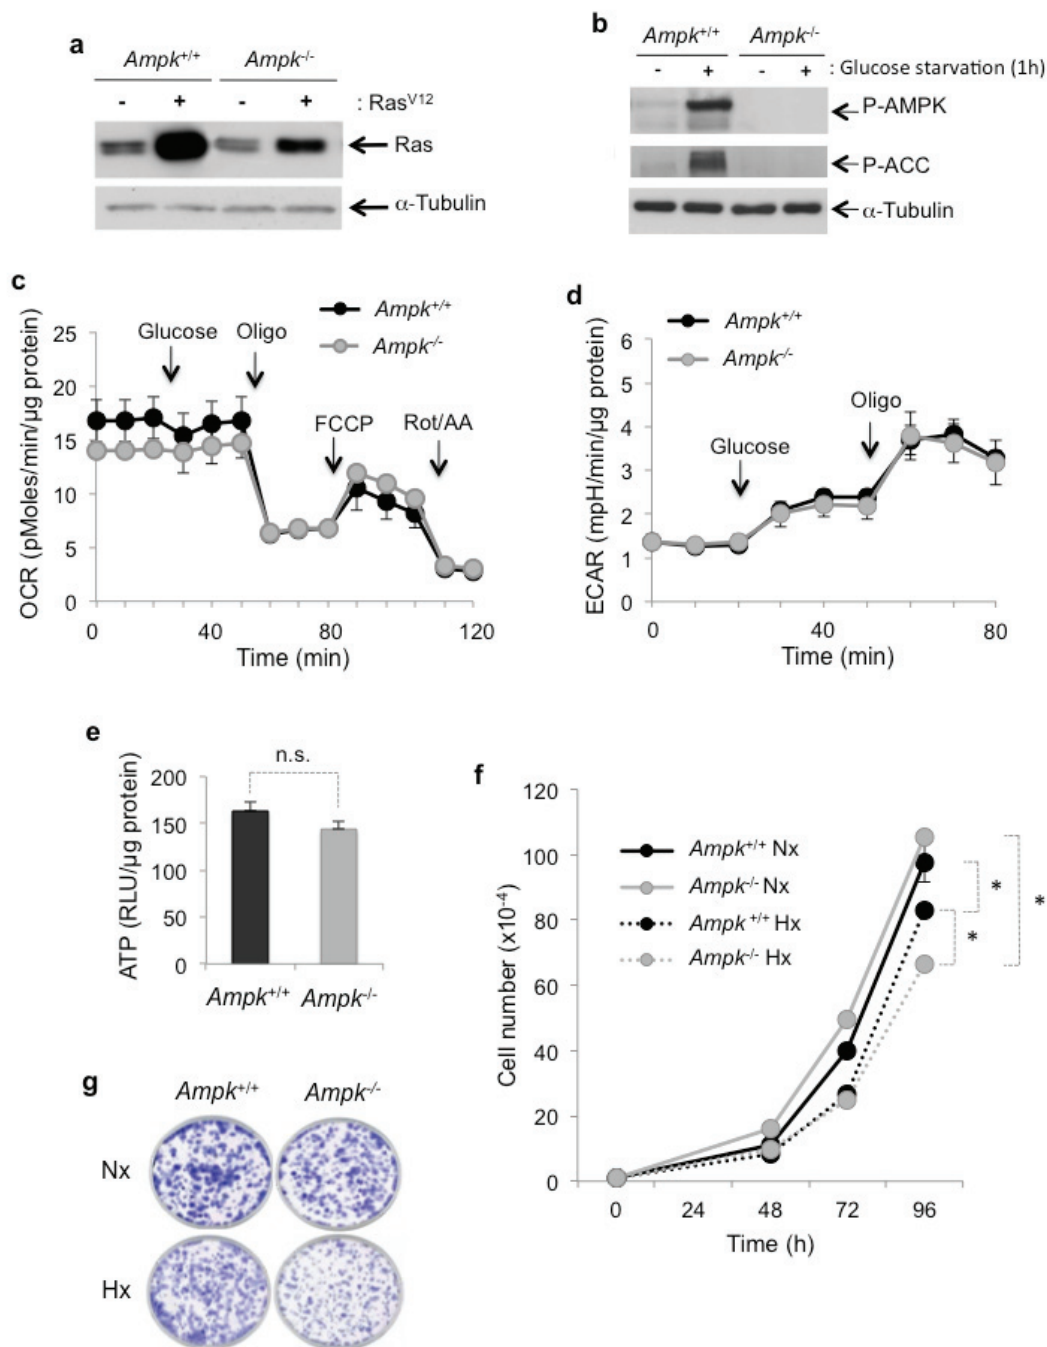 a
Ampk+/+ Ampk-/-
- + - + : RasV12
Ras
α-Tubulin
b
Ampk+/+ Ampk-/-
- + - + : Glucose starvation (1h)
P-AMPK
P-ACC
α-Tubulin
c
Ampk+/+
Ampk-/-
Glucose Oligo
FCCP Rot/AA
OCR (pMoles/min/µg protein)
25
20
15
10
5
0
0 40 80 120
Time (min)
d
Ampk+/+
Ampk-/-
Oligo
Glucose
ECAR (mpH/min/µg protein)
6
5
4
3
2
1
0
0 40 80
Time (min)
e
n.s.
ATP (RLU/µg protein)
200
150
100
50
0
Ampk+/+ Ampk-/-
f
Cell number (x10-4)
120
100
80
60
40
20
0
Ampk+/+ Nx
Ampk-/- Nx
Ampk +/+ Hx
Ampk-/- Hx
*
*
*
0 24 48 72 96
Time (h)
g
Ampk+/+ Ampk-/-
Nx
Hx